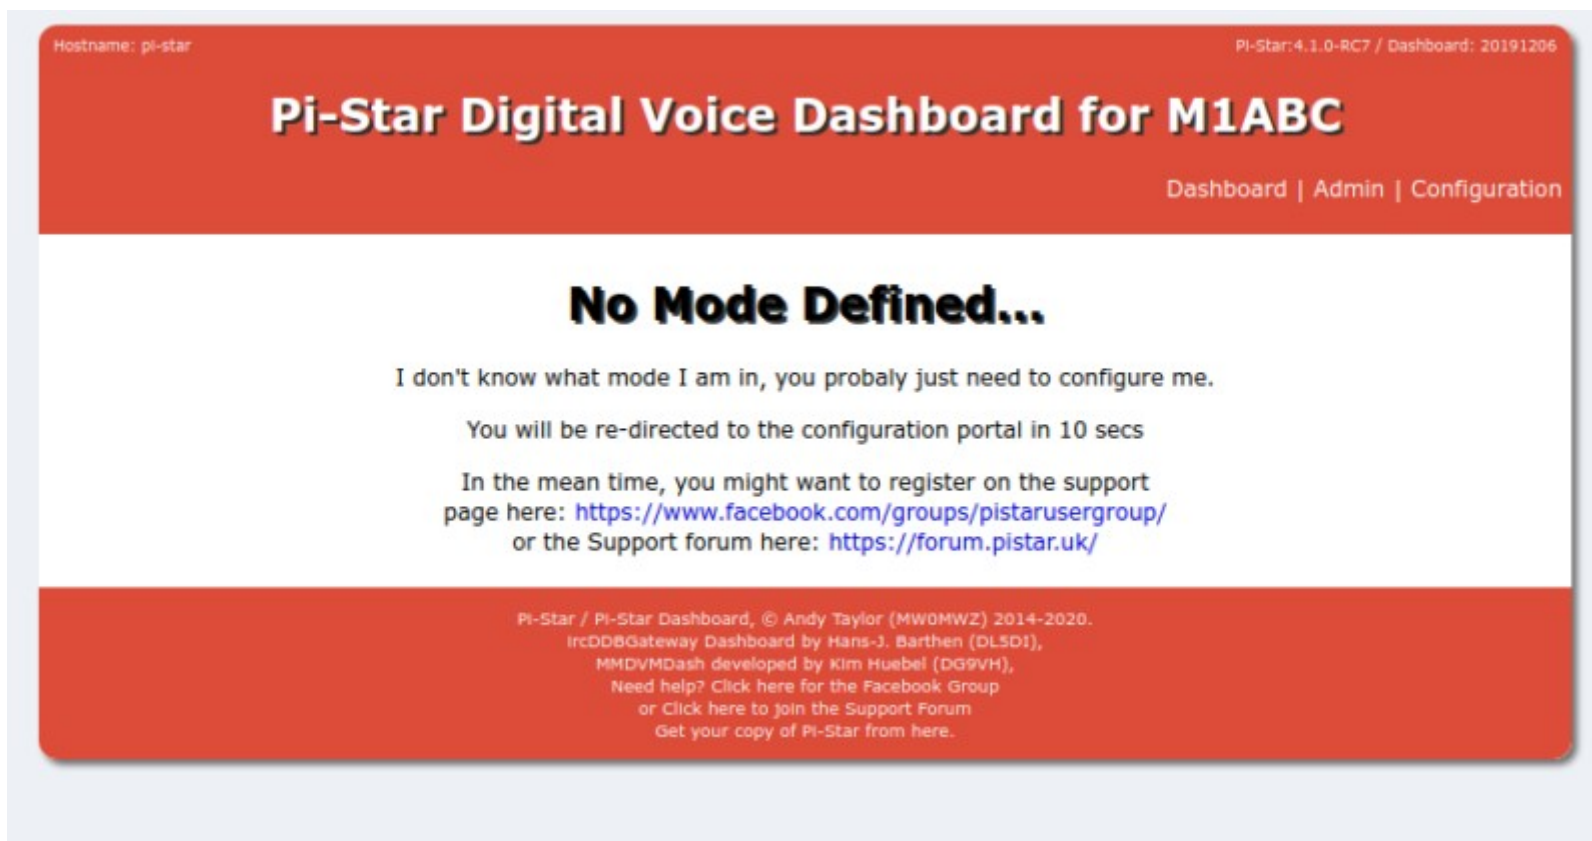 Hostname: pi-star
Pi-Star:4.1.0-RC7 / Dashboard: 20191206
Pi-Star Digital Voice Dashboard for M1ABC
Dashboard | Admin | Configuration
No Mode Defined...
I don't know what mode I am in, you probaly just need to configure me.
You will be re-directed to the configuration portal in 10 secs
In the mean time, you might want to register on the support
page here: https://www.facebook.com/groups/pistarusergroup/
or the Support forum here: https://forum.pistar.uk/
Pi-Star / Pi-Star Dashboard, © Andy Taylor (MW0MWZ) 2014-2020.
ircDDBGateway Dashboard by Hans-J. Barthen (DL5DI),
MMDVMDash developed by Kim Huebel (DG9VH),
Need help? Click here for the Facebook Group
or Click here to join the Support Forum
Get your copy of Pi-Star from here.